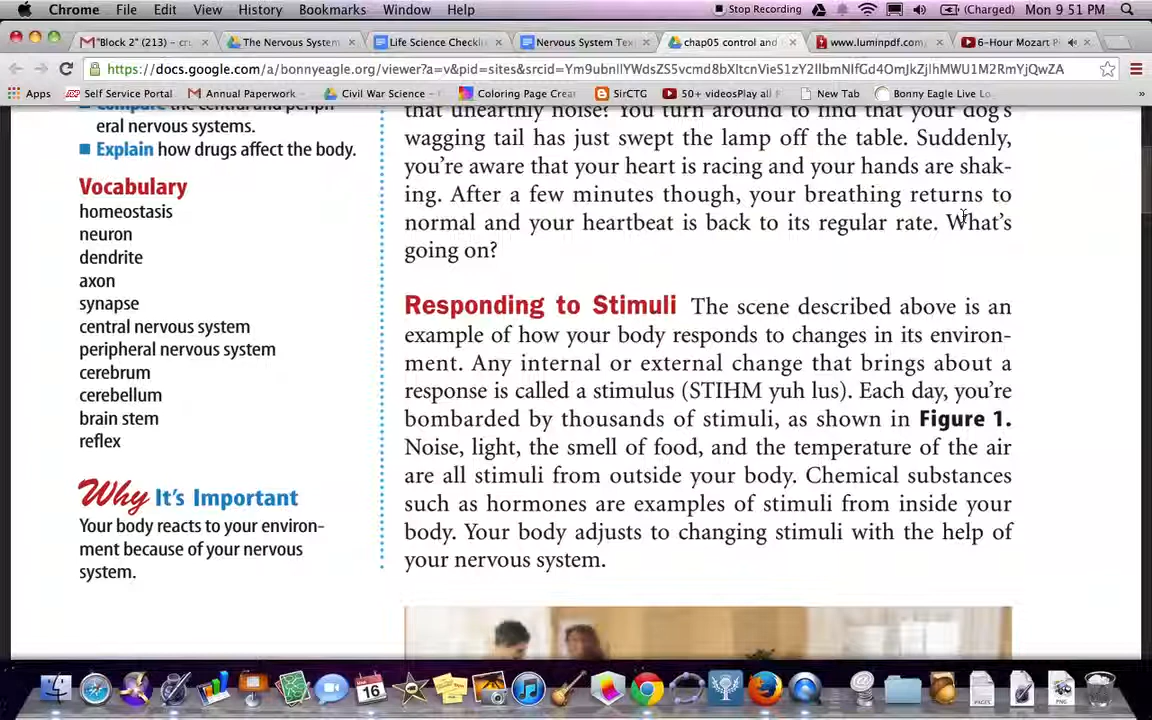 Chrome File Edit View History Bookmarks Window Help Stop Recording (Charged) Mon 9:51 PM
"Block 2" (213) - cru The Nervous System Life Science Checkli Nervous System Tex chap05 control and www.luminpdf.com, 6-Hour Mozart P
Apps Self Service Portal Annual Paperwork Civil War Science - Coloring Page Crea SirCTG 50+ videosPlay all New Tab Bonny Eagle Live Lo »
eral nervous systems.
Explain how drugs affect the body.
Vocabulary
homeostasis
neuron
dendrite
axon
synapse
central nervous system
peripheral nervous system
cerebrum
cerebellum
brain stem
reflex
Why It's Important
Your body reacts to your environ-
ment because of your nervous
system.
that unearthly noise? You turn around to find that your dog's
wagging tail has just swept the lamp off the table. Suddenly,
you're aware that your heart is racing and your hands are shak-
ing. After a few minutes though, your breathing returns to
normal and your heartbeat is back to its regular rate. What's
going on?
Responding to Stimuli The scene described above is an
example of how your body responds to changes in its environ-
ment. Any internal or external change that brings about a
response is called a stimulus (STIHM yuh lus). Each day, you're
bombarded by thousands of stimuli, as shown in Figure 1.
Noise, light, the smell of food, and the temperature of the air
are all stimuli from outside your body. Chemical substances
such as hormones are examples of stimuli from inside your
body. Your body adjusts to changing stimuli with the help of
your nervous system.